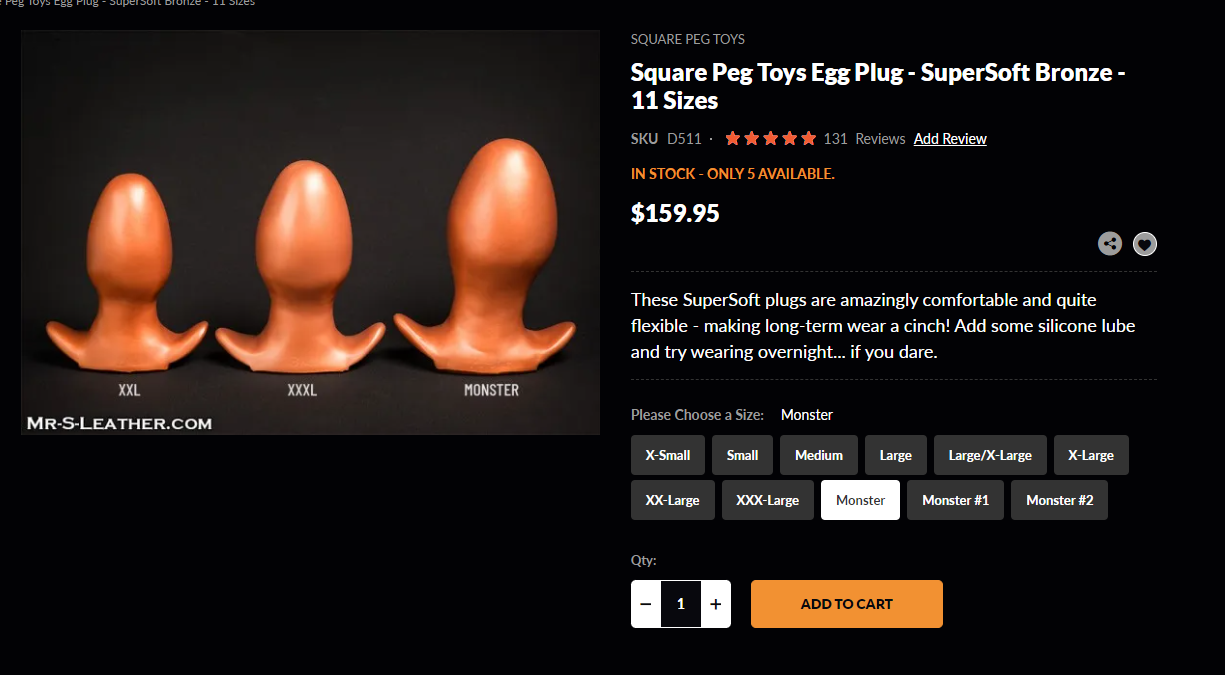 Peg Toys Egg Plug - SuperSoft Bronze - 11 Sizes
SQUARE PEG TOYS
Square Peg Toys Egg Plug - SuperSoft Bronze -
11 Sizes
SKU D511 · 131 Reviews Add Review
IN STOCK - ONLY 5 AVAILABLE.
$159.95
These SuperSoft plugs are amazingly comfortable and quite
flexible - making long-term wear a cinch! Add some silicone lube
and try wearing overnight... if you dare.
XXL XXXL MONSTER
MR-S-LEATHER.COM
Please Choose a Size: Monster
X-Small Small Medium Large Large/X-Large X-Large
XX-Large XXX-Large Monster Monster #1 Monster #2
Qty:
− 1 + ADD TO CART